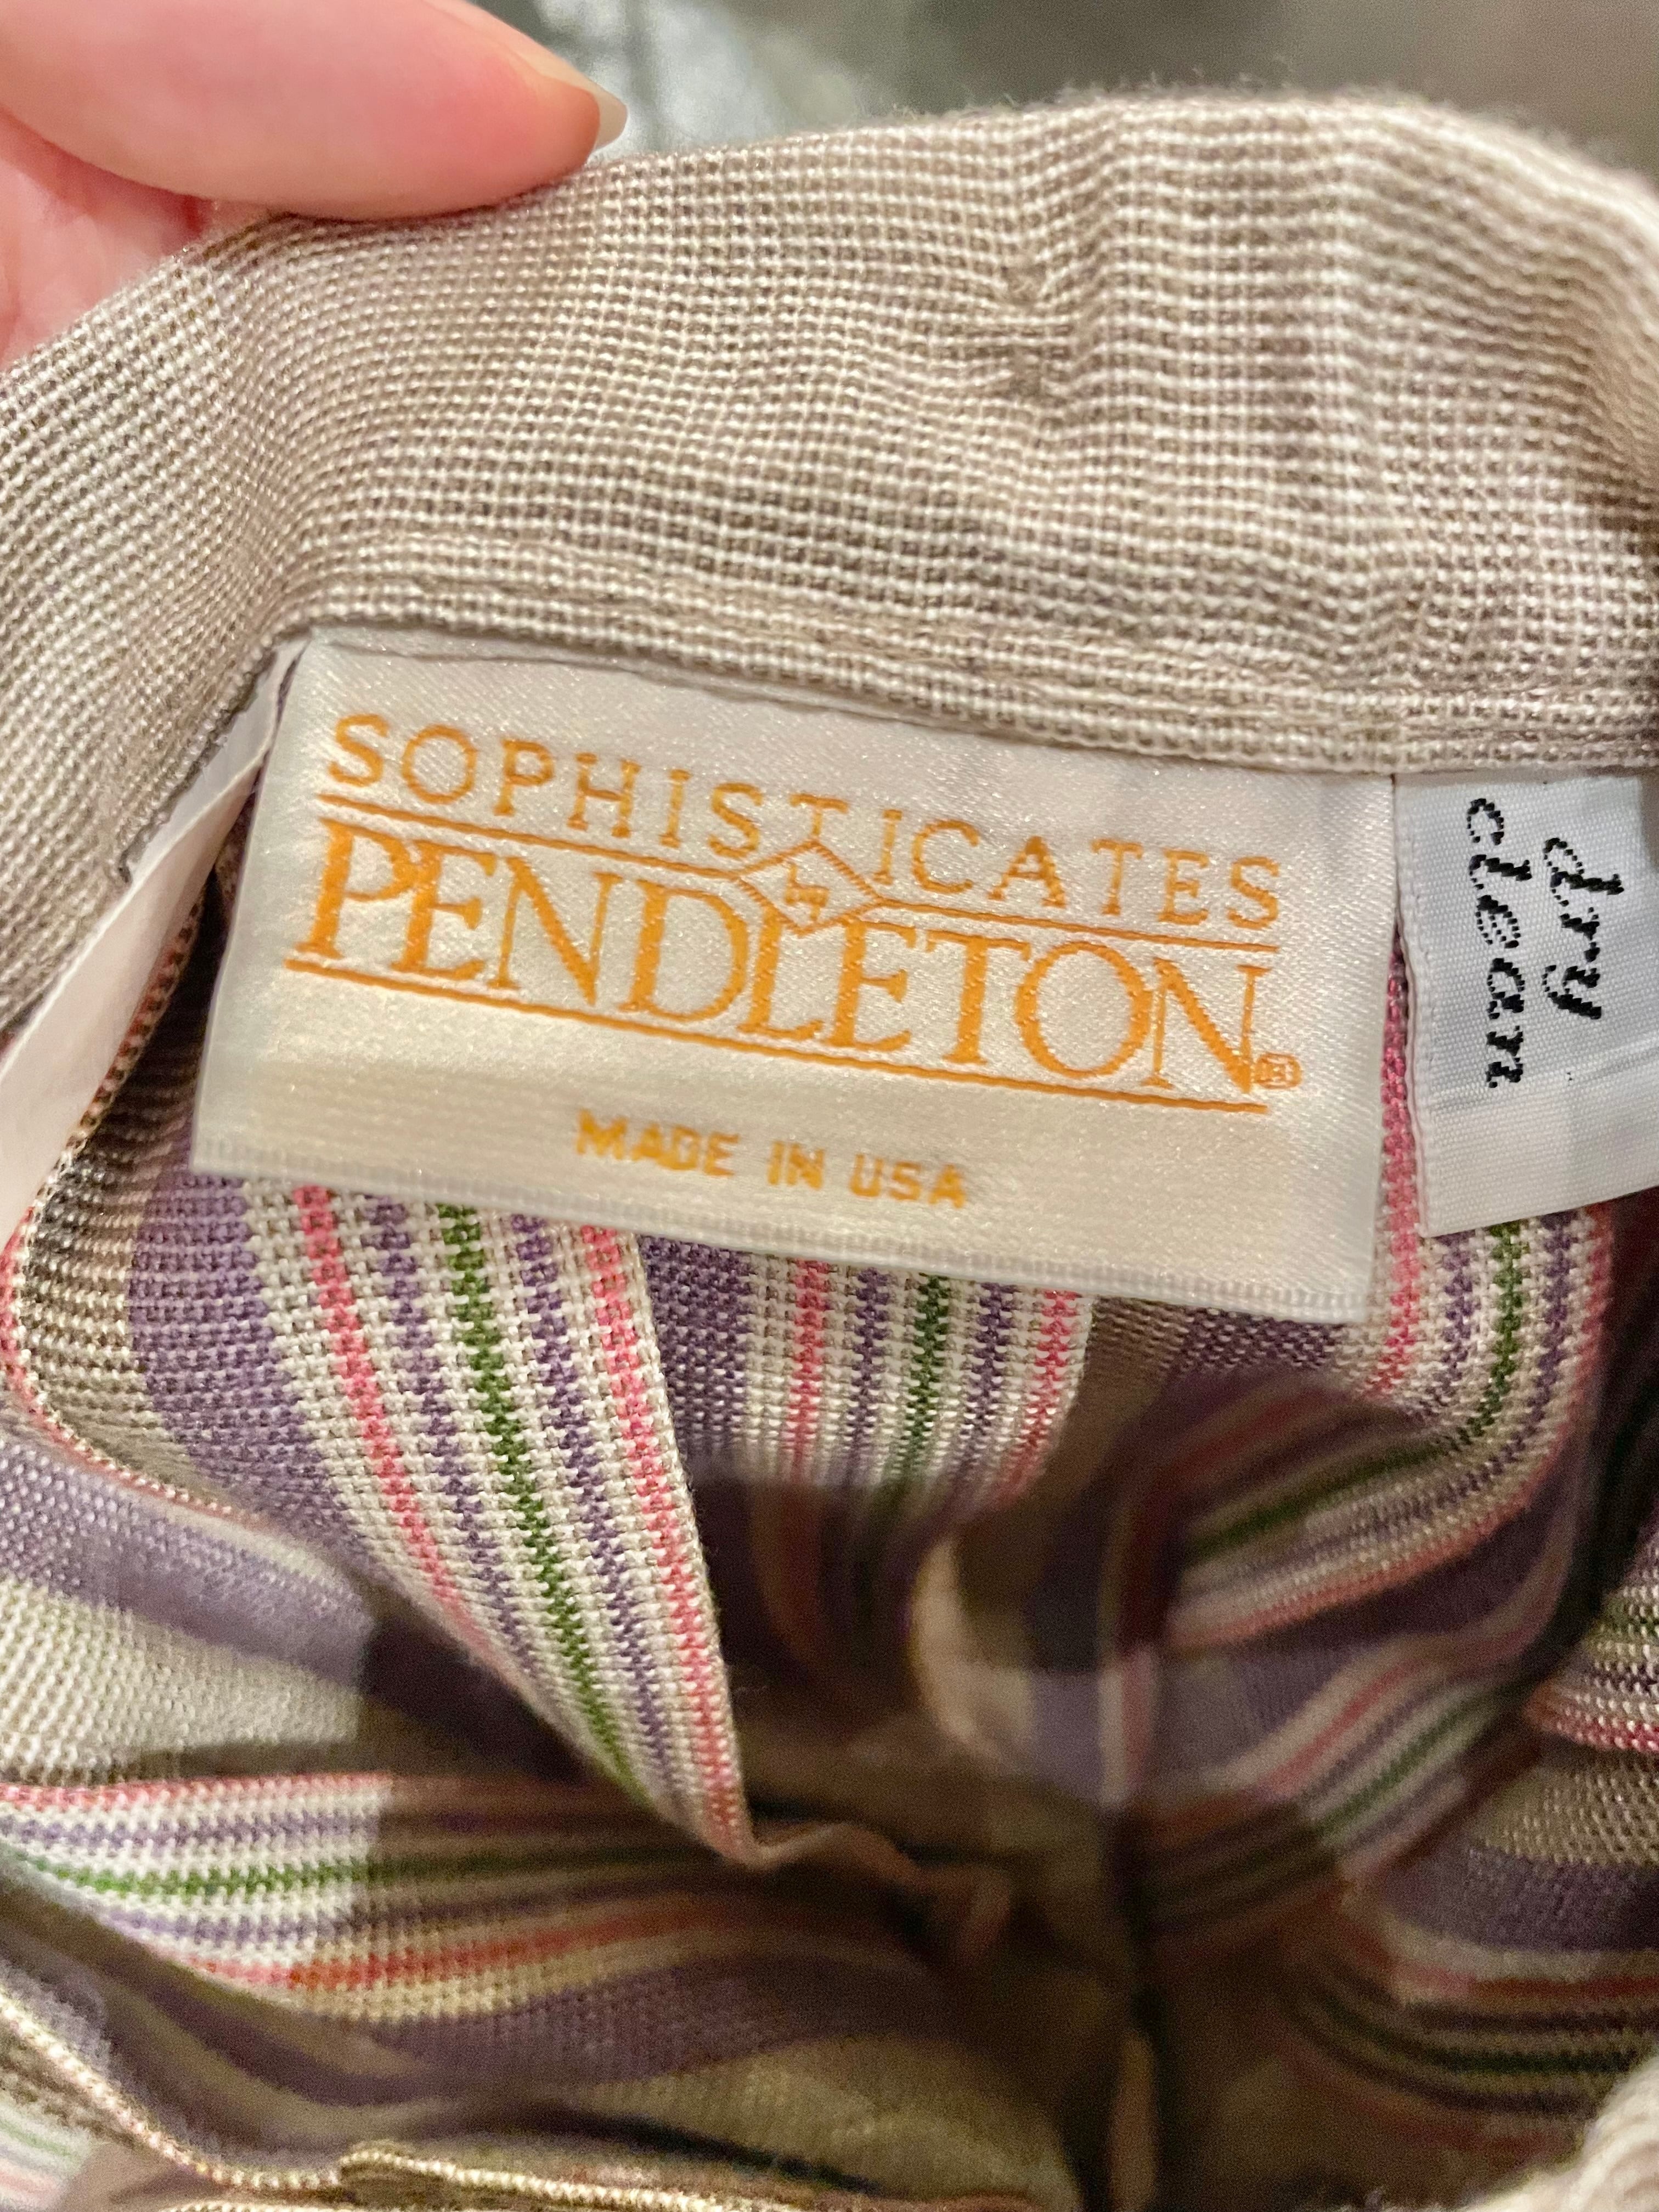 SOPHISTICATES
by
PENDLETON®
MADE IN USA
dry
clean